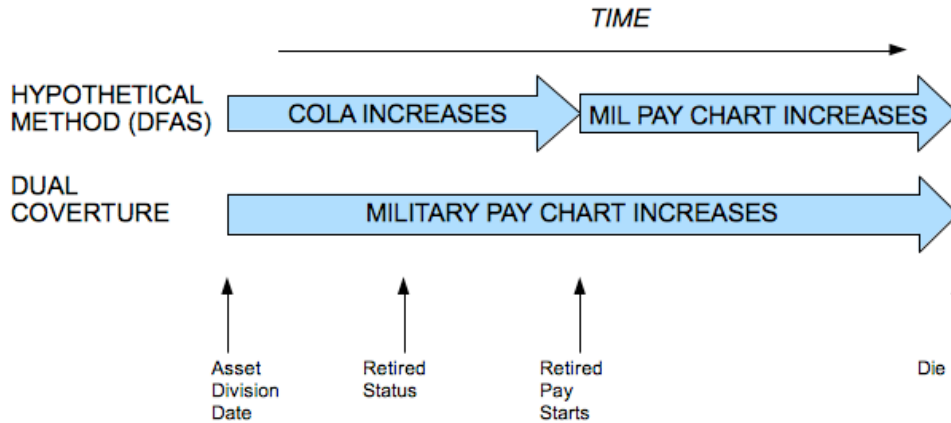 TIME
HYPOTHETICAL
METHOD (DFAS)
COLA INCREASES
MIL PAY CHART INCREASES
DUAL
COVERTURE
MILITARY PAY CHART INCREASES
Asset
Division
Date
Retired
Status
Retired
Pay
Starts
Die